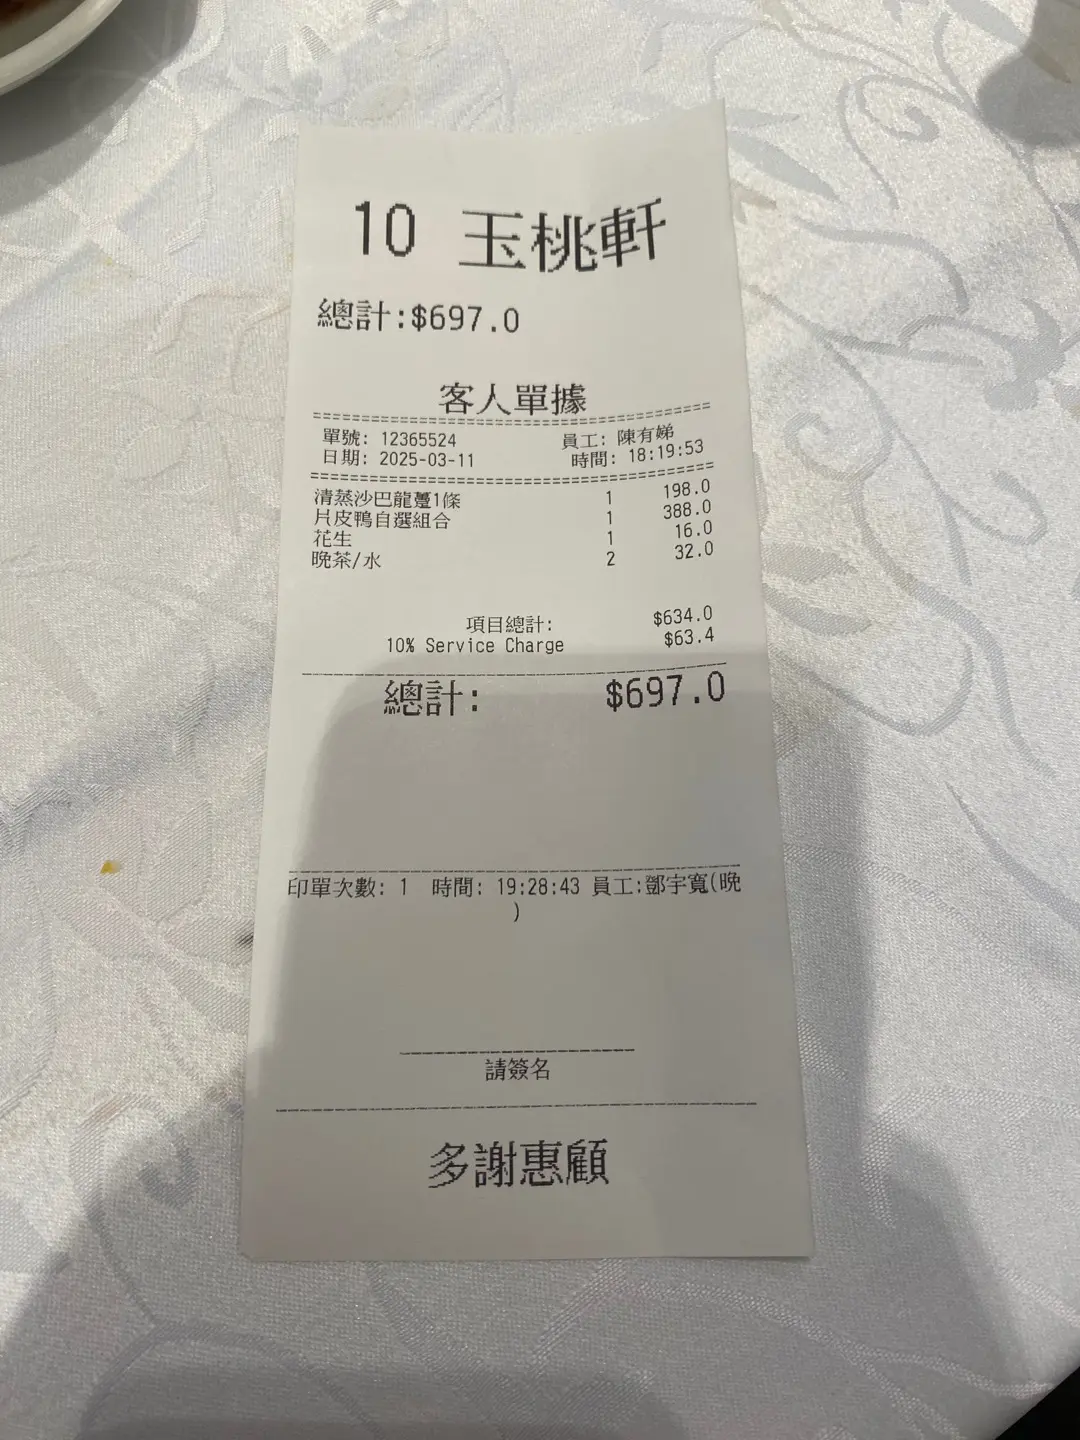 10 玉桃軒
總計:$697.0
客人單據
單號: 12365524 員工: 陳有娣
日期: 2025-03-11 時間: 18:19:53
清蒸沙巴龍躉1條 1 198.0
片皮鴨自選組合 1 388.0
花生 1 16.0
晚茶/水 2 32.0
項目總計: $634.0
10% Service Charge $63.4
總計: $697.0
印單次數: 1 時間: 19:28:43 員工:鄧宇寬(晚
)
請簽名
多謝惠顧